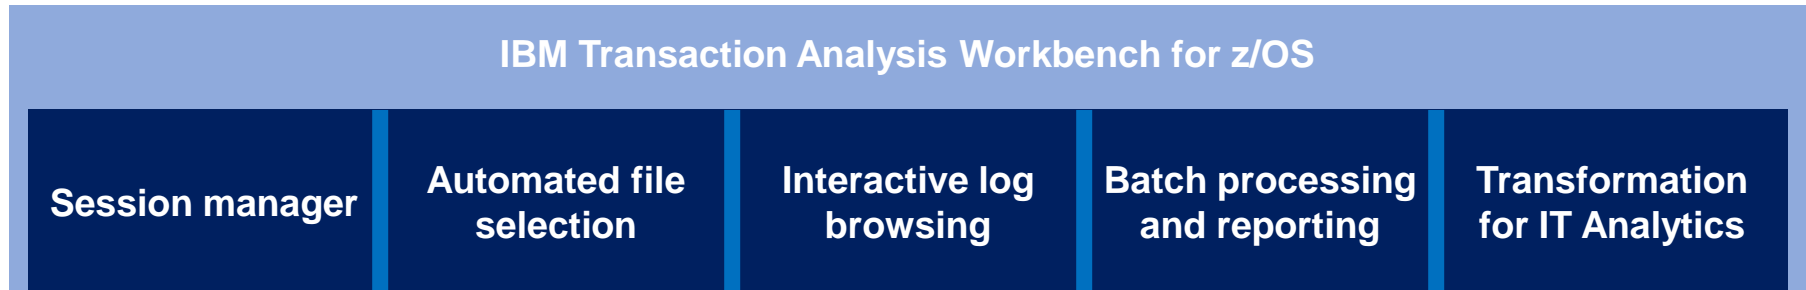 IBM Transaction Analysis Workbench for z/OS
Session manager
Automated file
selection
Interactive log
browsing
Batch processing
and reporting
Transformation
for IT Analytics